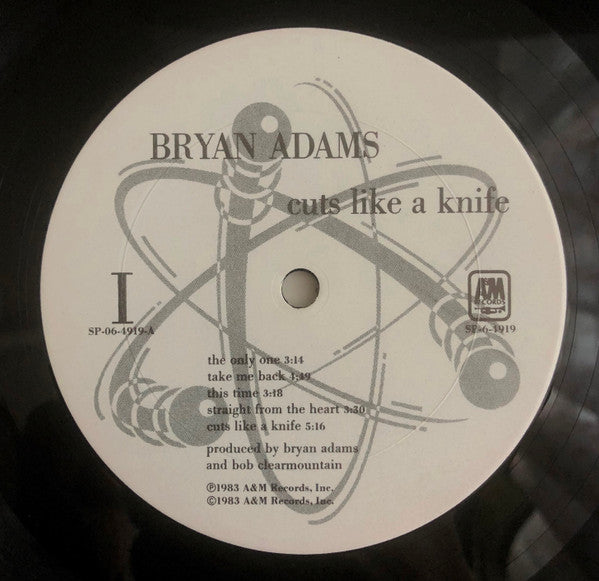 BRYAN ADAMS
cuts like a knife
I
A&M
RECORDS
SP-06-4919-A
SP-6-4919
the only one 3:14
take me back 4:49
this time 3:18
straight from the heart 3:30
cuts like a knife 5:16
produced by bryan adams
and bob clearmountain
℗1983 A&M Records, Inc.
©1983 A&M Records, Inc.